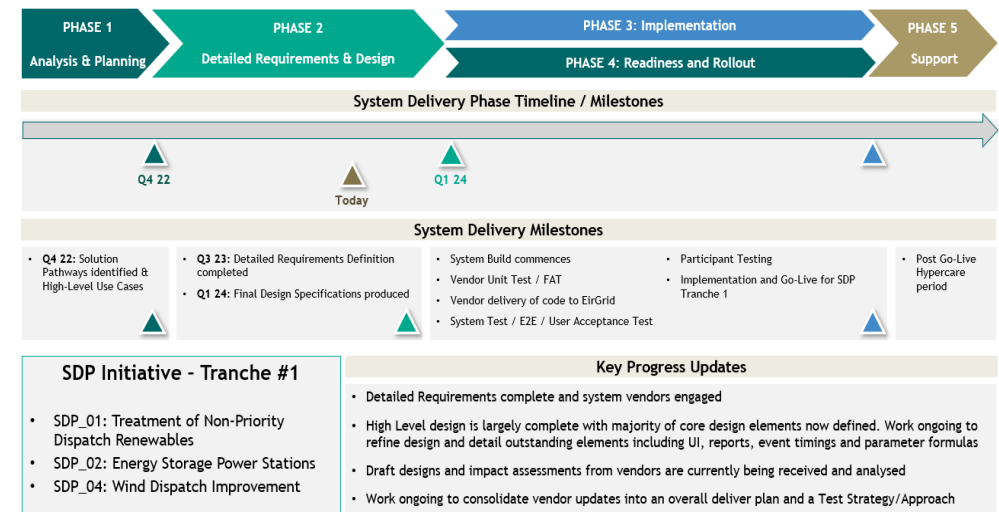 PHASE 1
Analysis & Planning
PHASE 2
Detailed Requirements & Design
PHASE 3: Implementation
PHASE 4: Readiness and Rollout
PHASE 5
Support
System Delivery Phase Timeline / Milestones
Q4 22
Today
Q1 24
System Delivery Milestones
• Q4 22: Solution
Pathways identified &
High-Level Use Cases
• Q3 23: Detailed Requirements Definition
completed
• Q1 24: Final Design Specifications produced
• System Build commences
• Vendor Unit Test / FAT
• Vendor delivery of code to EirGrid
• System Test / E2E / User Acceptance Test
• Participant Testing
• Implementation and Go-Live for SDP
Tranche 1
• Post Go-Live
Hypercare
period
SDP Initiative - Tranche #1
• SDP_01: Treatment of Non-Priority
Dispatch Renewables
• SDP_02: Energy Storage Power Stations
• SDP_04: Wind Dispatch Improvement
Key Progress Updates
• Detailed Requirements complete and system vendors engaged
• High Level design is largely complete with majority of core design elements now defined. Work ongoing to
refine design and detail outstanding elements including UI, reports, event timings and parameter formulas
• Draft designs and impact assessments from vendors are currently being received and analysed
• Work ongoing to consolidate vendor updates into an overall deliver plan and a Test Strategy/Approach